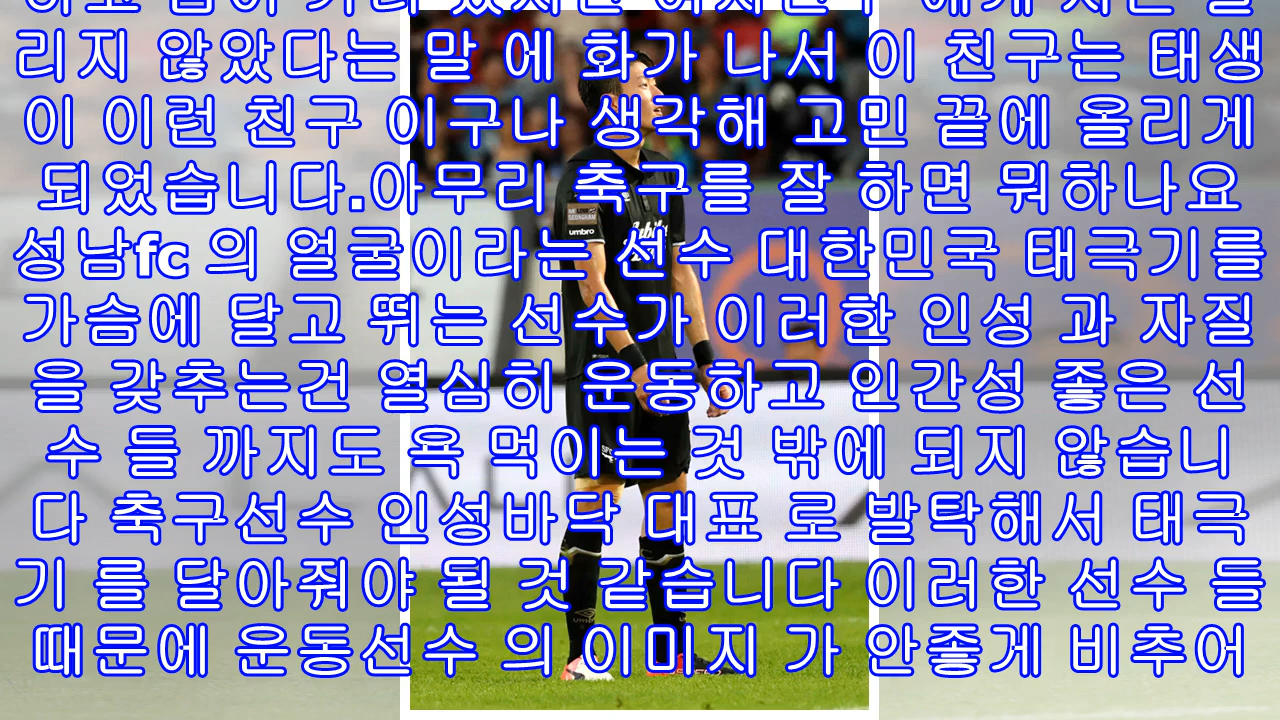 리지 않았다는 말 에 화가 나서 이 친구는 태생
이 이런 친구 이구나 생각해 고민 끝에 올리게
되었습니다.아무리 축구를 잘 하면 뭐하나요
성남fc 의 얼굴이라는 선수 대한민국 태극기를
가슴에 달고 뛰는 선수가 이러한 인성 과 자질
을 갖추는건 열심히 운동하고 인간성 좋은 선
수 들 까지도 욕 먹이는 것 밖에 되지 않습니
다 축구선수 인성바닥 대표 로 발탁해서 태극
기 를 달아줘야 될 것 같습니다 이러한 선수 들
때문에 운동선수 의 이미지 가 안좋게 비추어
SEONGNAM
umbro